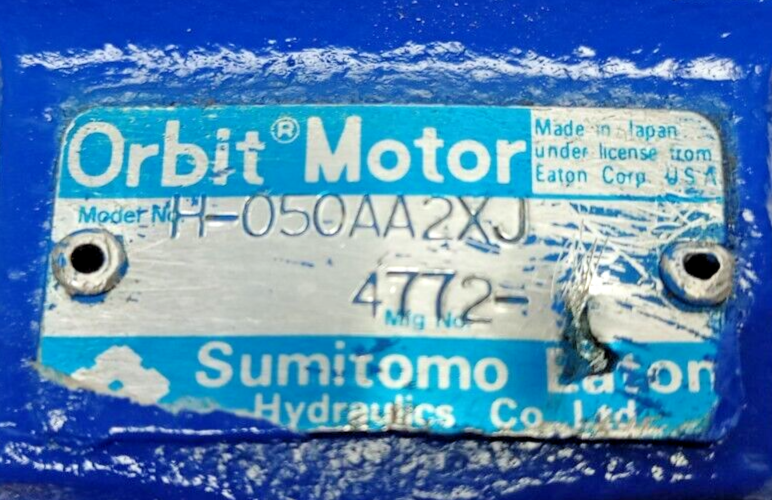 Orbit® Motor
Made in Japan
under license from
Eaton Corp. U.S.A
Model No.
H-050AA2XJ
4772-
Mfg No.
Sumitomo Eaton
Hydraulics Co. Ltd.